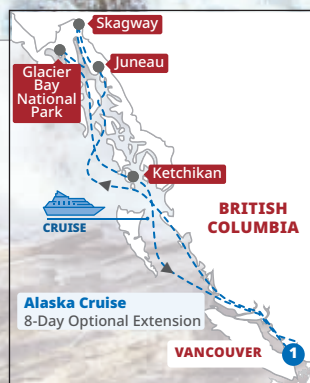 Skagway
Juneau
Glacier
Bay
National
Park
Ketchikan
CRUISE
BRITISH
COLUMBIA
Alaska Cruise
8-Day Optional Extension
VANCOUVER
1